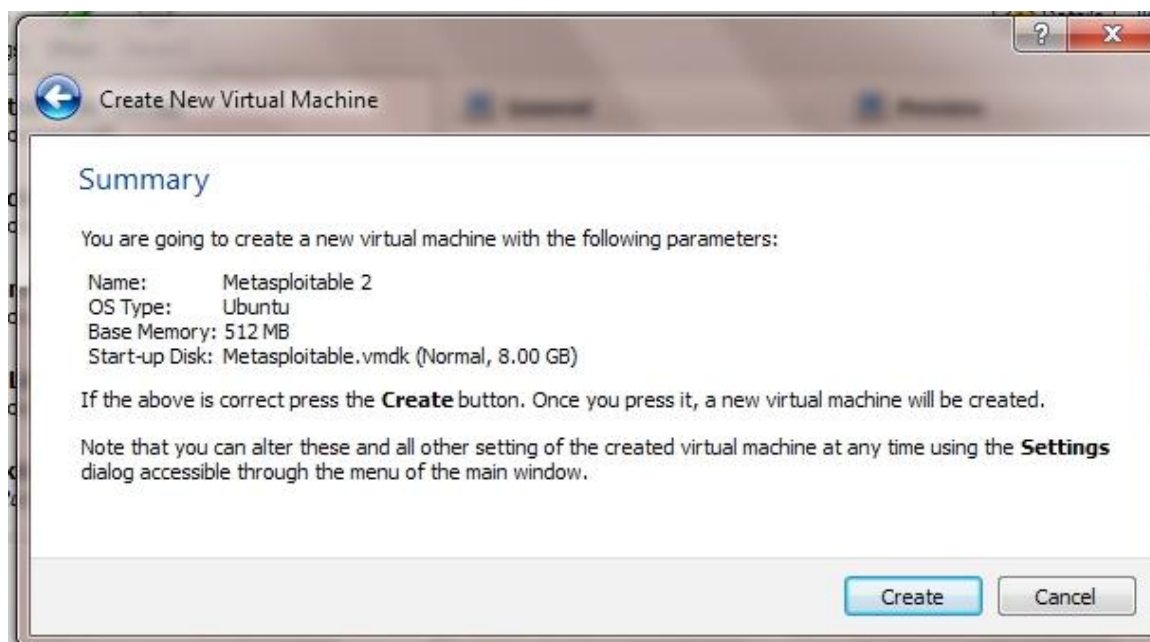 ?
X
Create New Virtual Machine
General
Preview
Summary
You are going to create a new virtual machine with the following parameters:
Name: Metasploitable 2
OS Type: Ubuntu
Base Memory: 512 MB
Start-up Disk: Metasploitable.vmdk (Normal, 8.00 GB)
If the above is correct press the Create button. Once you press it, a new virtual machine will be created.
Note that you can alter these and all other setting of the created virtual machine at any time using the Settings
dialog accessible through the menu of the main window.
Create
Cancel